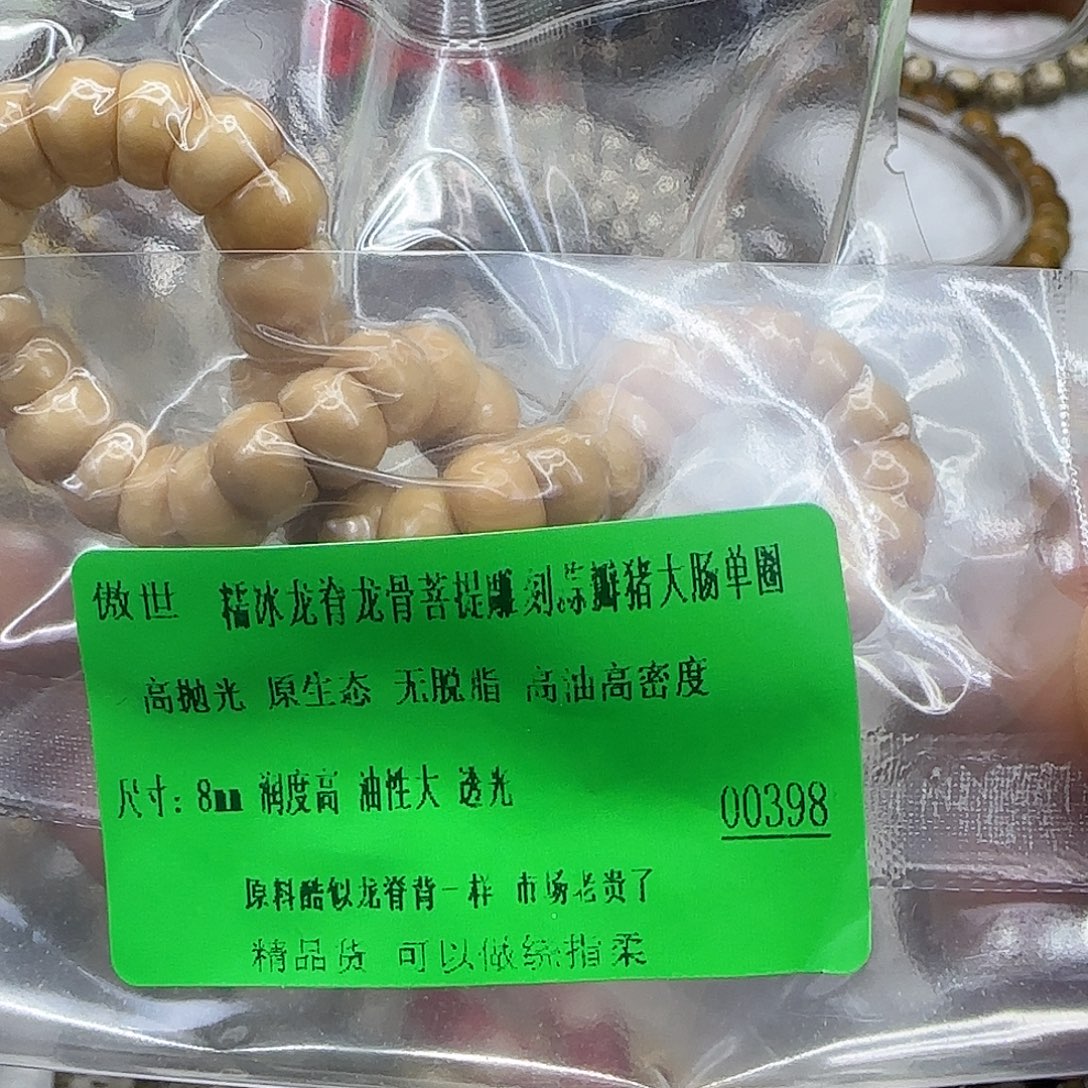 傲世 糯冰龙脊龙骨菩提雕刻蒜瓣猪大肠单圈
高抛光 原生态 无脱脂 高油高密度
尺寸：8mm 润度高 油性大 透光
00398
原料酷似龙脊背一样 市场老贵了
精品货 可以做绕指柔